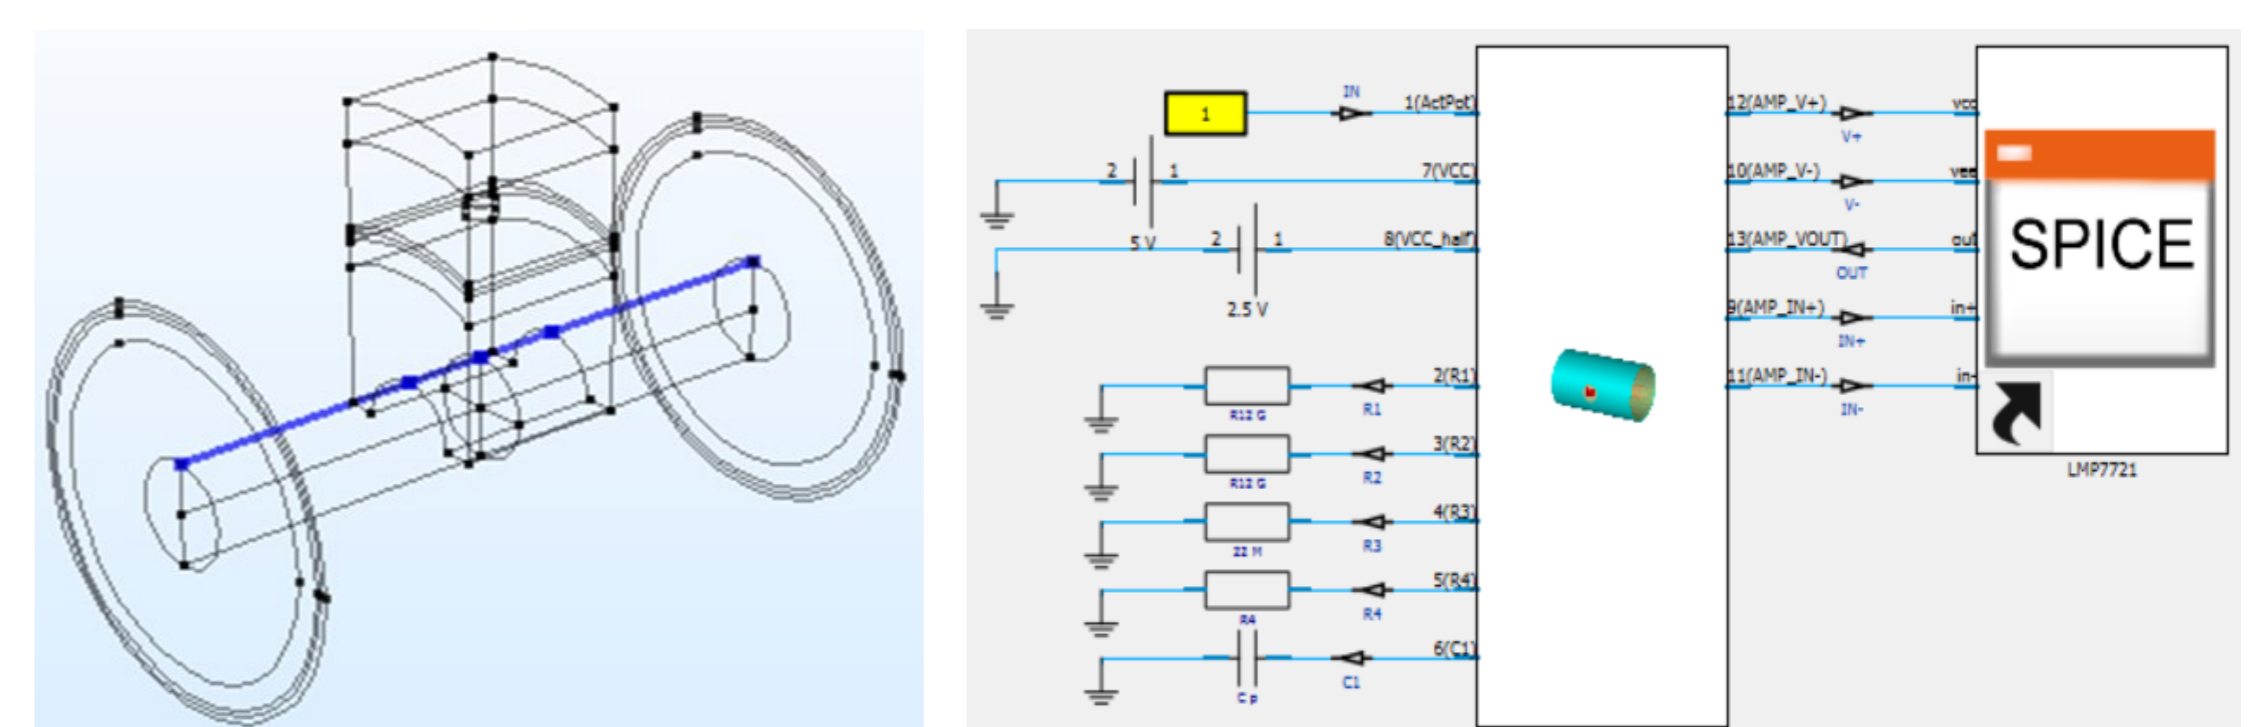 IN
1
1(ActPot)
12(AMP_V+)
vcc
V+
2
1
7(VCC)
10(AMP_V-)
vee
V-
5 V
2
1
8(VCC_half)
13(AMP_VOUT)
out
SPICE
OUT
2.5 V
9(AMP_IN+)
in+
IN+
2(R1)
11(AMP_IN-)
in-
R12 G
R1
IN-
3(R2)
LMP7721
R12 G
R2
4(R3)
22 M
R3
5(R4)
R4
R4
6(C1)
C p
C1